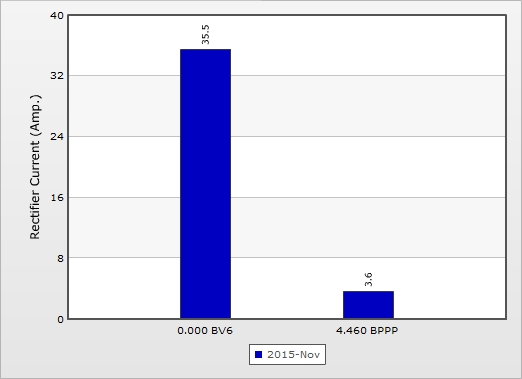 40
35.5
32
24
Rectifier Current (Amp.)
16
8
3.6
0
0.000 BV6
4.460 BPPP
2015-Nov